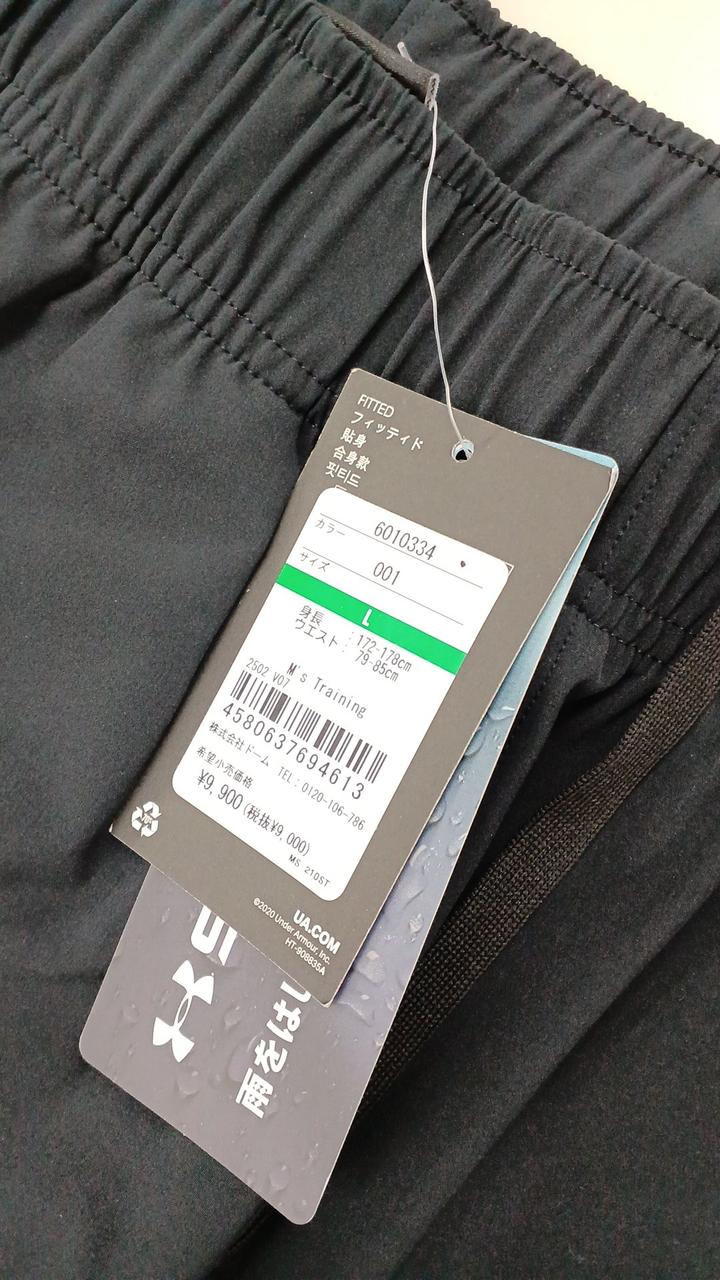 FITTED
フィッティド
貼身
合身款
핏티드
カラー 6010334
サイズ 001
L
身長 :172-178cm
ウエスト: 79-85cm
M's Training
2502 V07
4580637694613
株式会社ドーム TEL:0120-106-786
希望小売価格
¥9,900(税抜¥9,000)
MS 210ST
UA.COM
©2020 Under Armour, Inc.
HT-908835A
雨をはじ